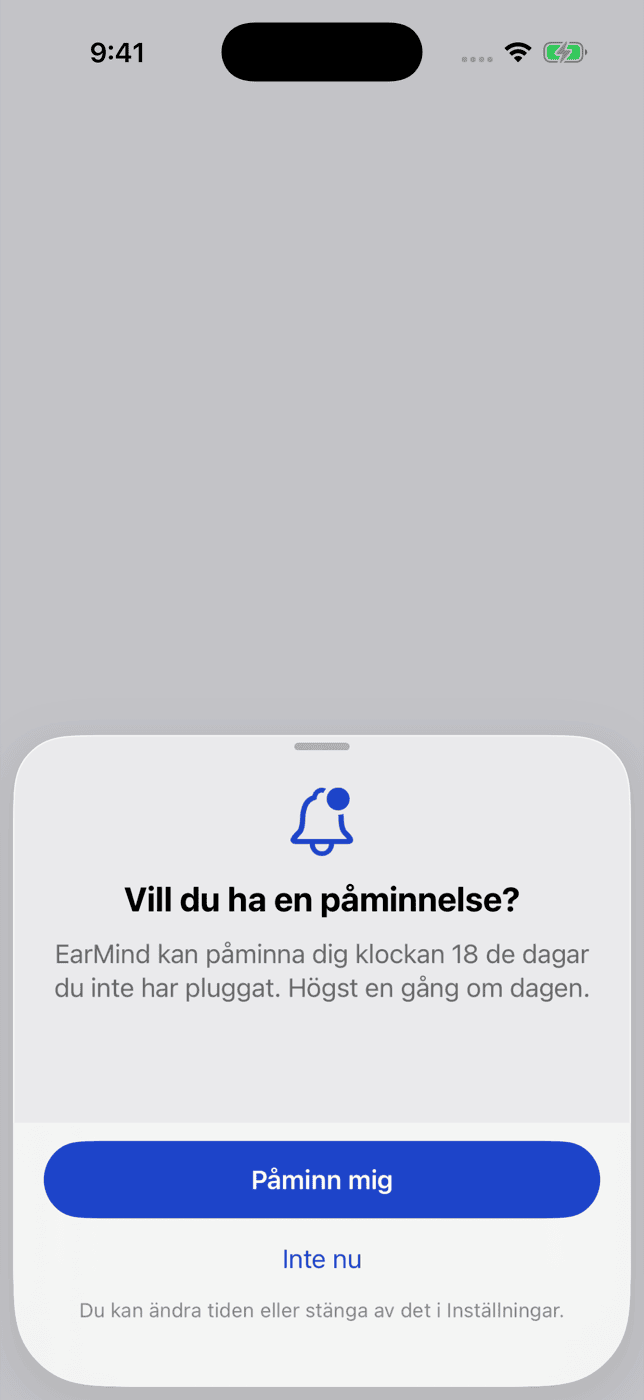 9:41
Vill du ha en påminnelse?
EarMind kan påminna dig klockan 18 de dagar
du inte har pluggat. Högst en gång om dagen.
Påminn mig
Inte nu
Du kan ändra tiden eller stänga av det i Inställningar.